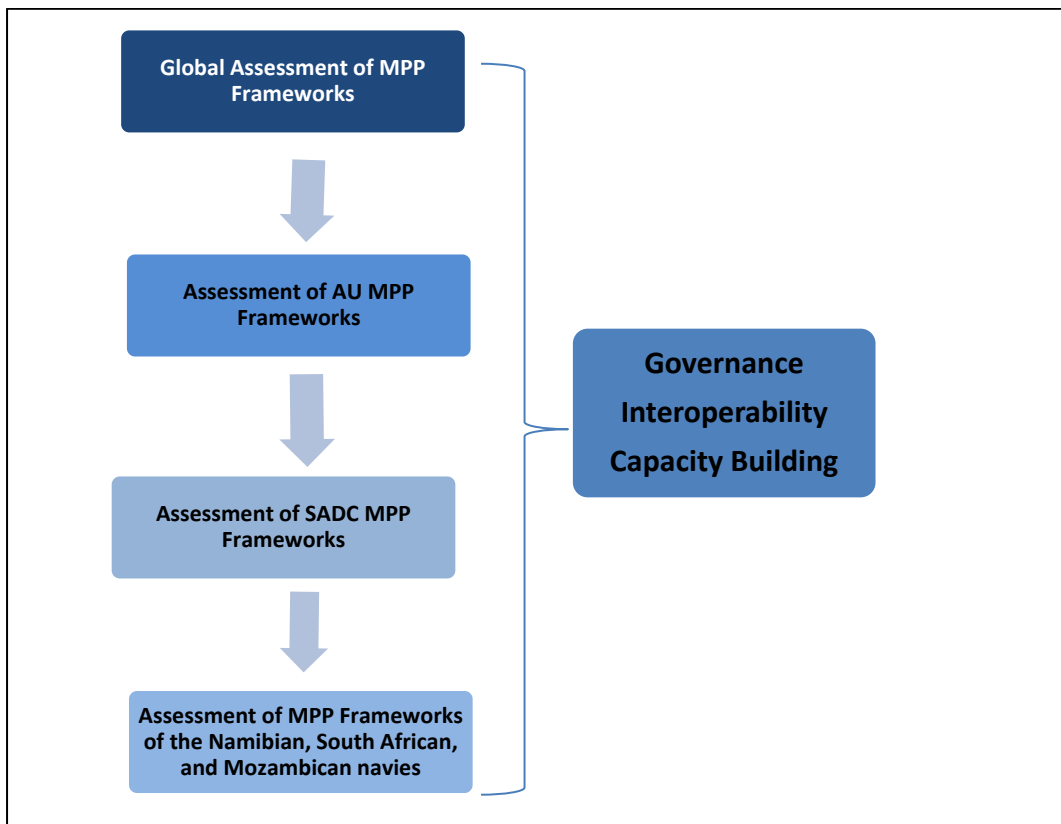 Global Assessment of MPP
Frameworks
Assessment of AU MPP
Frameworks
Assessment of SADC MPP
Frameworks
Assessment of MPP Frameworks
of the Namibian, South African,
and Mozambican navies
Governance
Interoperability
Capacity Building